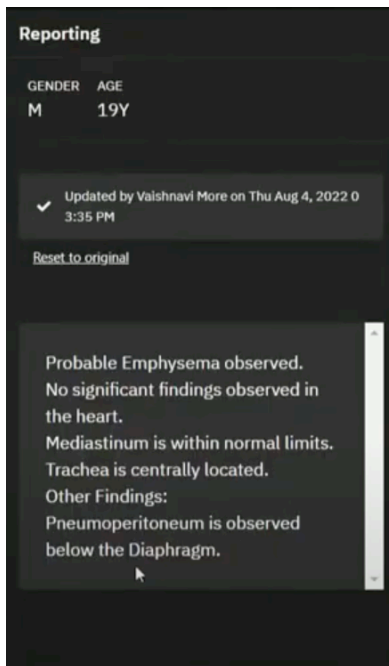 Reporting
GENDER AGE
M 19Y
Updated by Vaishnavi More on Thu Aug 4, 2022 0
3:35 PM
Reset to original
Probable Emphysema observed.
No significant findings observed in
the heart.
Mediastinum is within normal limits.
Trachea is centrally located.
Other Findings:
Pneumoperitoneum is observed
below the Diaphragm.